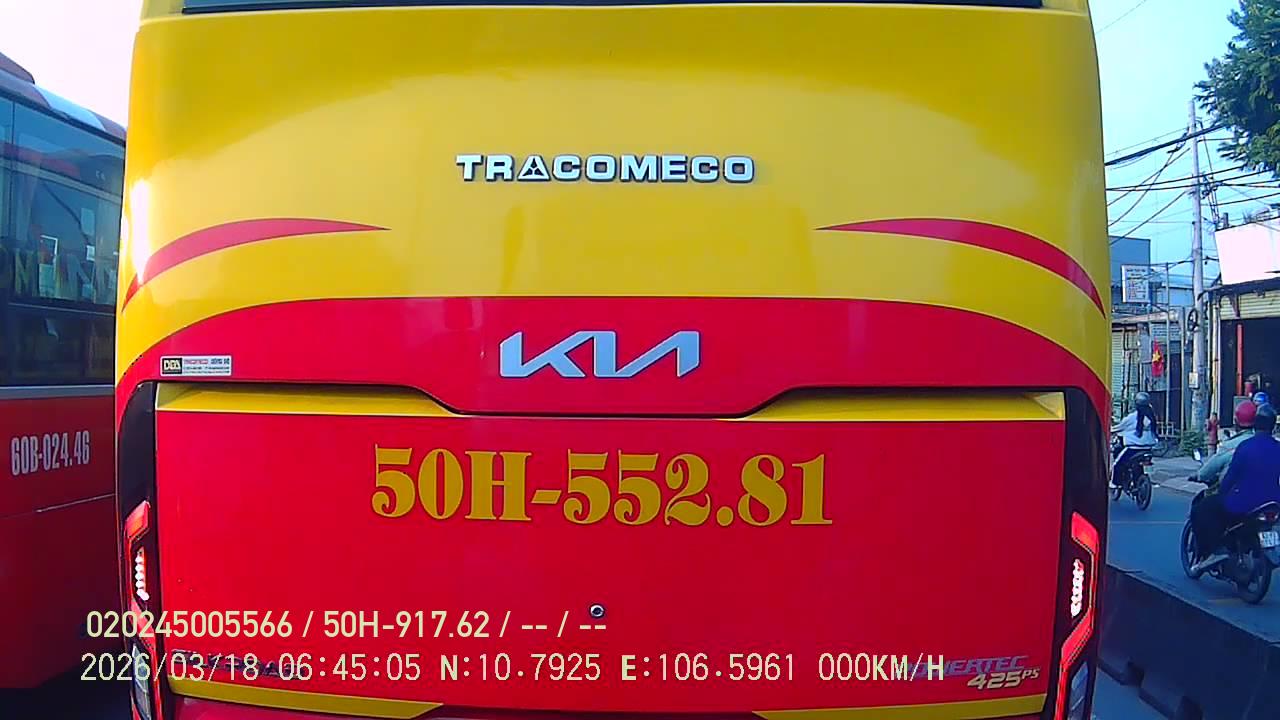 TRACOMECO
KIA
60B-024.46
50H-552.81
020245005566 / 50H-917.62 / -- / --
2026/03/18 06:45:05 N:10.7925 E:106.5961 000KM/H
POWERTEC
425PS